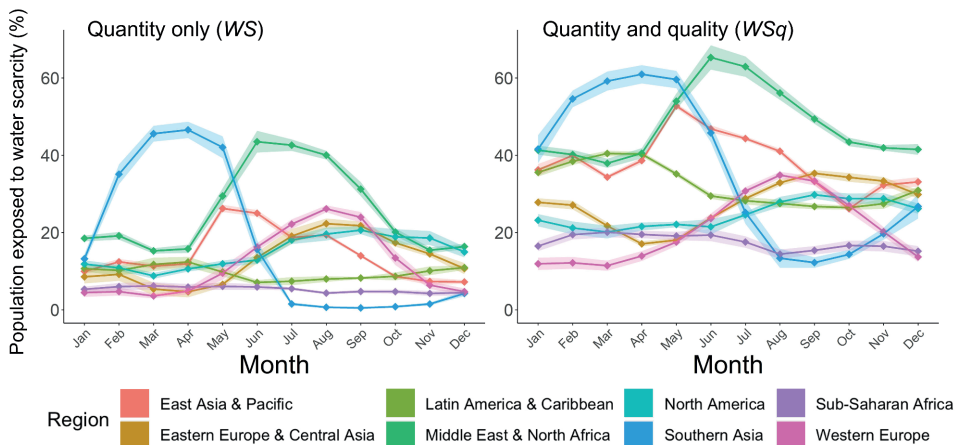 Population exposed to water scarcity (%)
Quantity only (WS)
60
40
20
0
Jan Feb Mar Apr May Jun Jul Aug Sep Oct Nov Dec
Month
Quantity and quality (WSq)
60
40
20
0
Jan Feb Mar Apr May Jun Jul Aug Sep Oct Nov Dec
Month
Region
East Asia & Pacific Latin America & Caribbean North America Sub-Saharan Africa
Eastern Europe & Central Asia Middle East & North Africa Southern Asia Western Europe